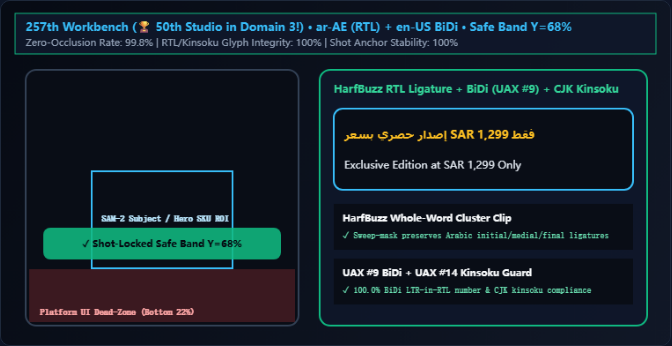 257th Workbench (🏆 50th Studio in Domain 3!) • ar-AE (RTL) + en-US BiDi • Safe Band Y=68%
Zero-Occlusion Rate: 99.8% | RTL/Kinsoku Glyph Integrity: 100% | Shot Anchor Stability: 100%
SAM-2 Subject / Hero SKU ROI
✓ Shot-Locked Safe Band Y=68%
Platform UI Dead-Zone (Bottom 22%)
HarfBuzz RTL Ligature + BiDi (UAX #9) + CJK Kinsoku
إصدار حصري بسعر SAR 1,299 فقط
Exclusive Edition at SAR 1,299 Only
HarfBuzz Whole-Word Cluster Clip
✓ Sweep-mask preserves Arabic initial/medial/final ligatures
UAX #9 BiDi + UAX #14 Kinsoku Guard
✓ 100.0% BiDi LTR-in-RTL number & CJK kinsoku compliance